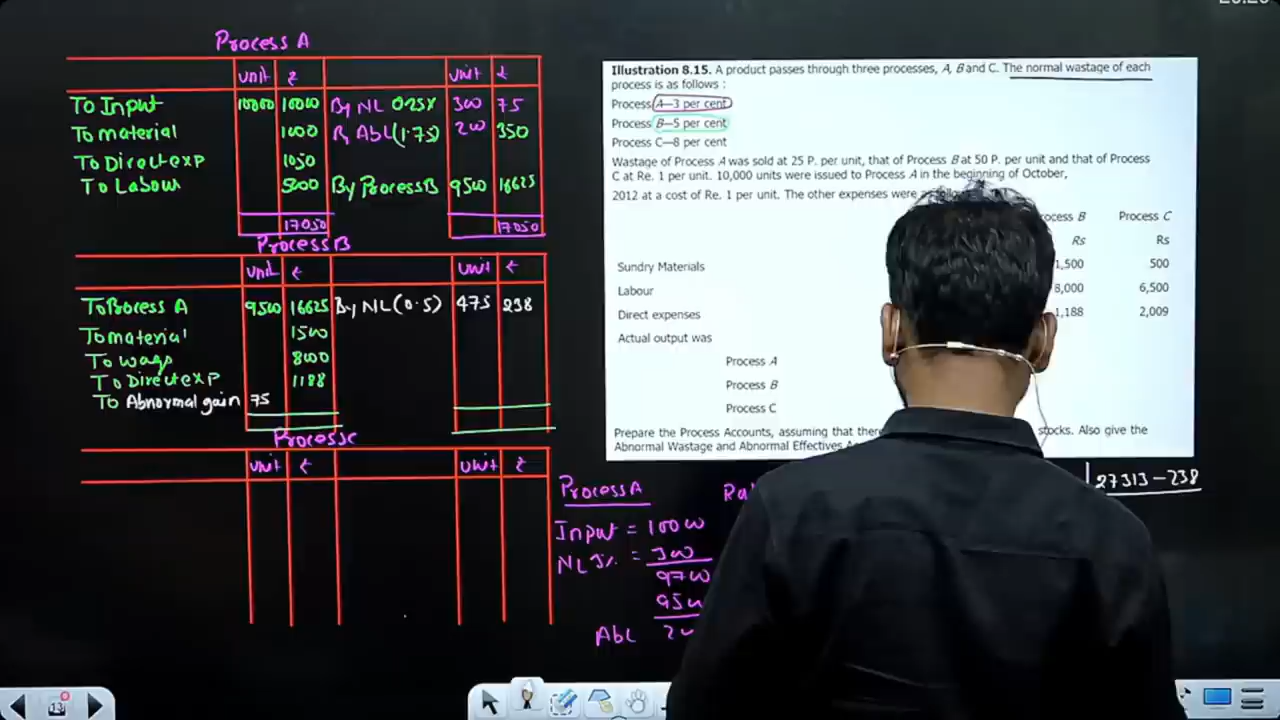 Process A
unit ₹ unit ₹
To Input 10000 10000 By NL 0.25x 300 75
To material 1000 By AbL (1.75) 200 350
To Direct exp 1050
To Labour 5000 By Process B 9500 16625
17050 17050
Process B
unit ₹ unit ₹
To Process A 9500 16625 By NL (0.5) 475 238
To material 1500
To wags 8000
To Direct exp 1188
To Abnormal gain 75
Process C
unit ₹ unit ₹
Illustration 8.15. A product passes through three processes, A, B and C. The normal wastage of each
process is as follows :
Process A—3 per cent
Process B—5 per cent
Process C—8 per cent
Wastage of Process A was sold at 25 P. per unit, that of Process B at 50 P. per unit and that of Process
C at Re. 1 per unit. 10,000 units were issued to Process A in the beginning of October,
2012 at a cost of Re. 1 per unit. The other expenses were
Process C
Rs Rs
Sundry Materials 1,500 500
Labour 8,000 6,500
Direct expenses 1,188 2,009
Actual output was
Process A
Process B
Process C
Prepare the Process Accounts, assuming that stocks. Also give the
Abnormal Wastage and Abnormal Effectives
27313 - 238
Process A
Input = 10000
NL 3% = 300
9700
Abl
13